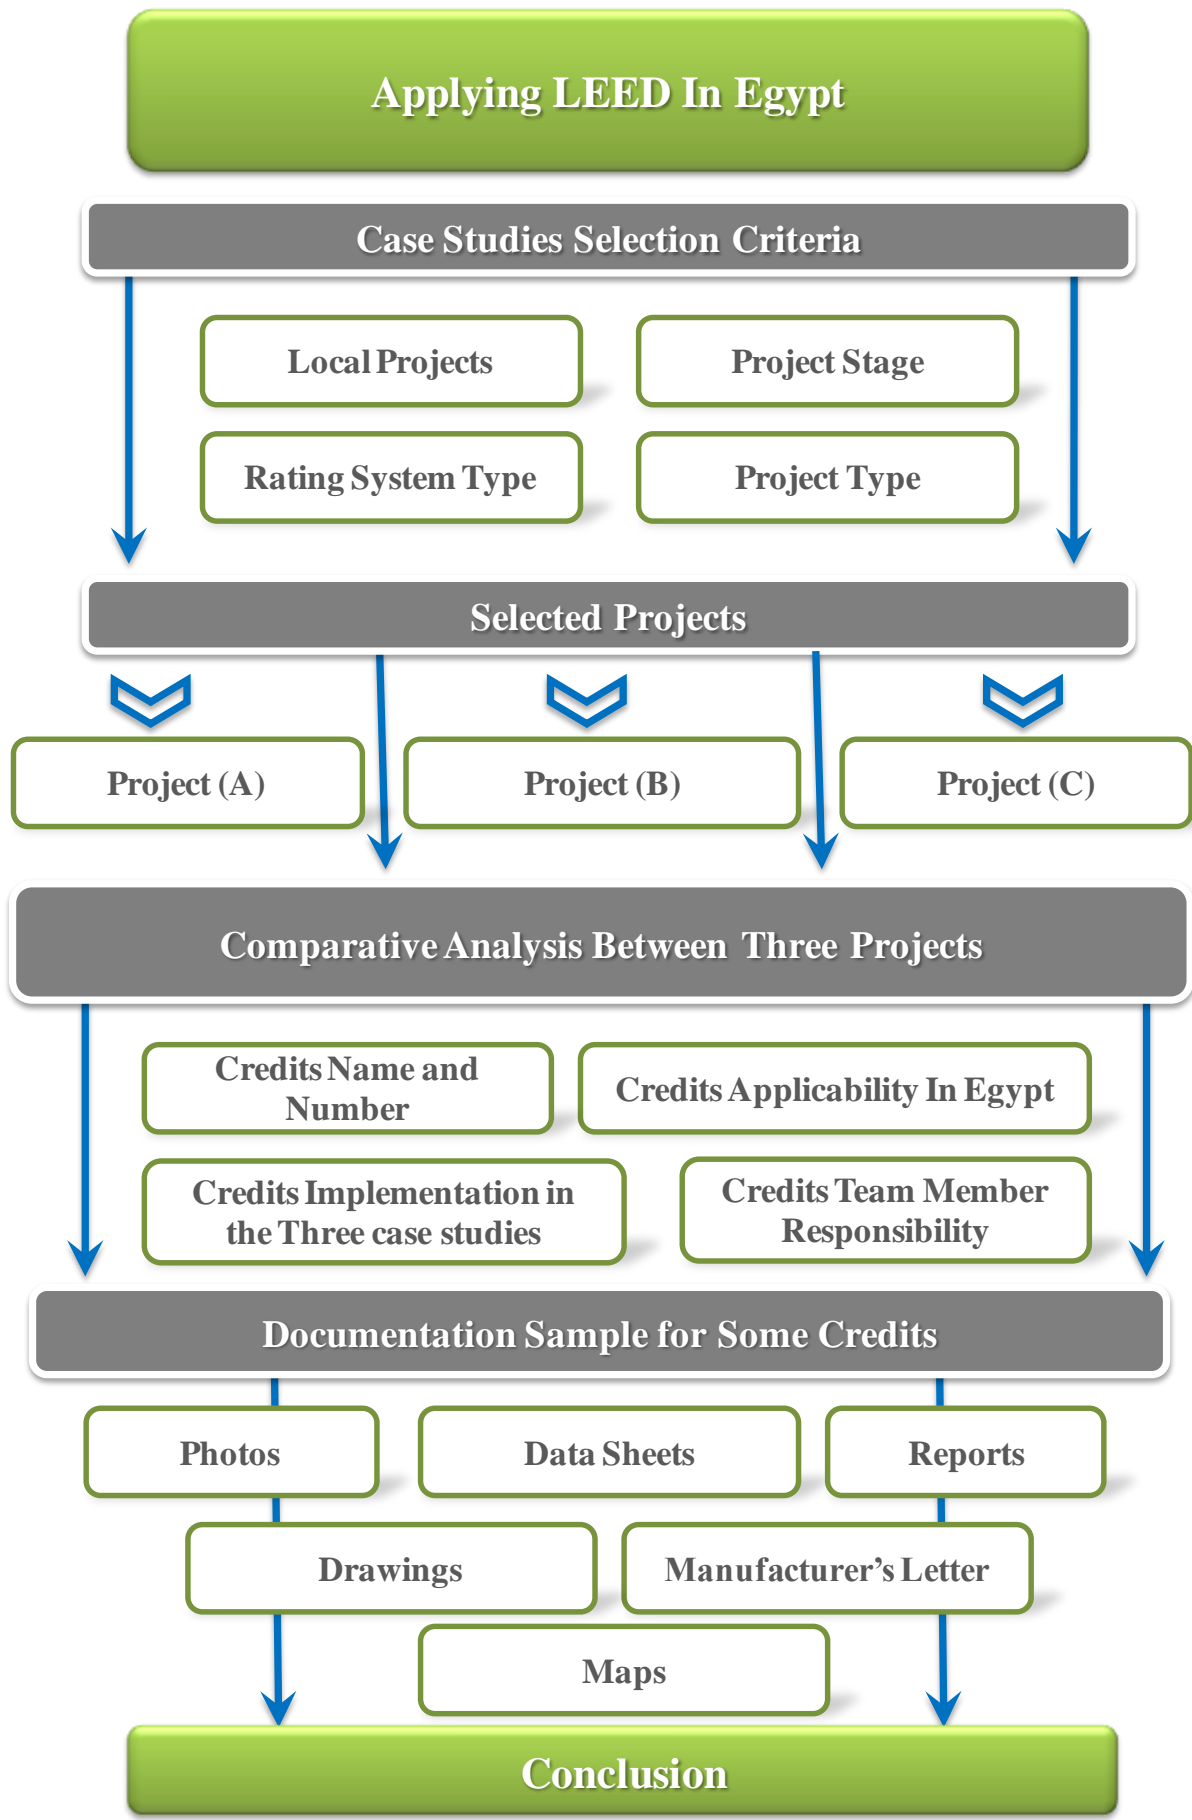 Applying LEED In Egypt
Case Studies Selection Criteria
Local Projects
Project Stage
Rating System Type
Project Type
Selected Projects
Project (A)
Project (B)
Project (C)
Comparative Analysis Between Three Projects
Credits Name and
Number
Credits Applicability In Egypt
Credits Implementation in
the Three case studies
Credits Team Member
Responsibility
Documentation Sample for Some Credits
Photos
Data Sheets
Reports
Drawings
Manufacturer’s Letter
Maps
Conclusion